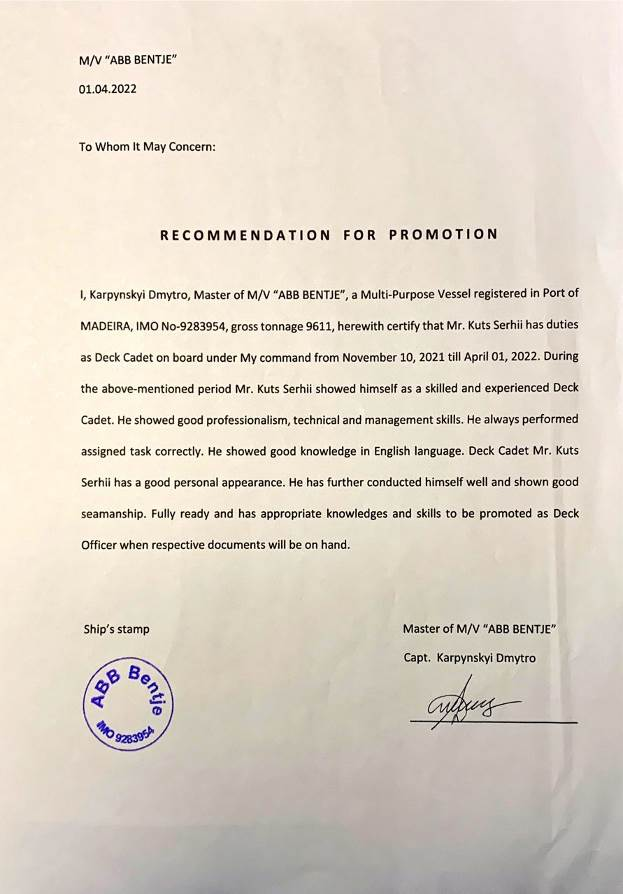 M/V “ABB BENTJE”
01.04.2022
To Whom It May Concern:
RECOMMENDATION FOR PROMOTION
I, Karpynskyi Dmytro, Master of M/V “ABB BENTJE”, a Multi-Purpose Vessel registered in Port of
MADEIRA, IMO No-9283954, gross tonnage 9611, herewith certify that Mr. Kuts Serhii has duties
as Deck Cadet on board under My command from November 10, 2021 till April 01, 2022. During
the above-mentioned period Mr. Kuts Serhii showed himself as a skilled and experienced Deck
Cadet. He showed good professionalism, technical and management skills. He always performed
assigned task correctly. He showed good knowledge in English language. Deck Cadet Mr. Kuts
Serhii has a good personal appearance. He has further conducted himself well and shown good
seamanship. Fully ready and has appropriate knowledges and skills to be promoted as Deck
Officer when respective documents will be on hand.
Ship’s stamp
Master of M/V “ABB BENTJE”
Capt. Karpynskyi Dmytro
ABB Bentje
IMO 9283954